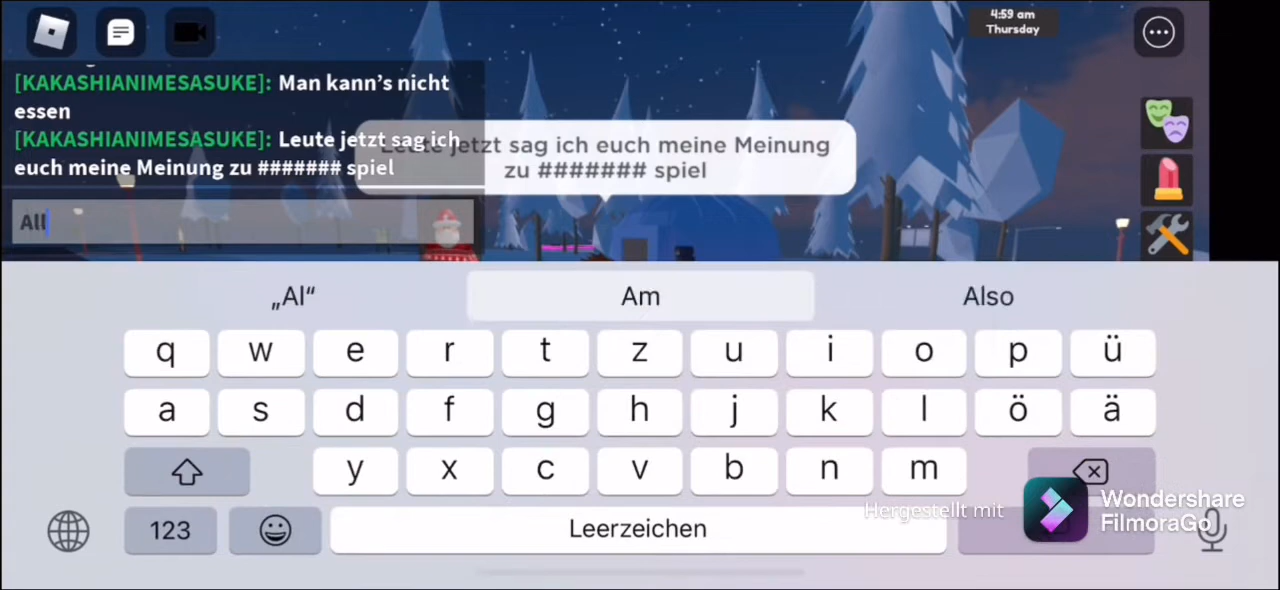 4:59 am
Thursday
[KAKASHIANIMESASUKE]: Man kann's nicht
essen
[KAKASHIANIMESASUKE]: Leute jetzt sag ich
euch meine Meinung zu ####### spiel
Leute jetzt sag ich euch meine Meinung
zu ####### spiel
All
„Al“ Am Also
q w e r t z u i o p ü
a s d f g h j k l ö ä
y x c v b n m
123 Leerzeichen
Hergestellt mit
Wondershare
FilmoraGo